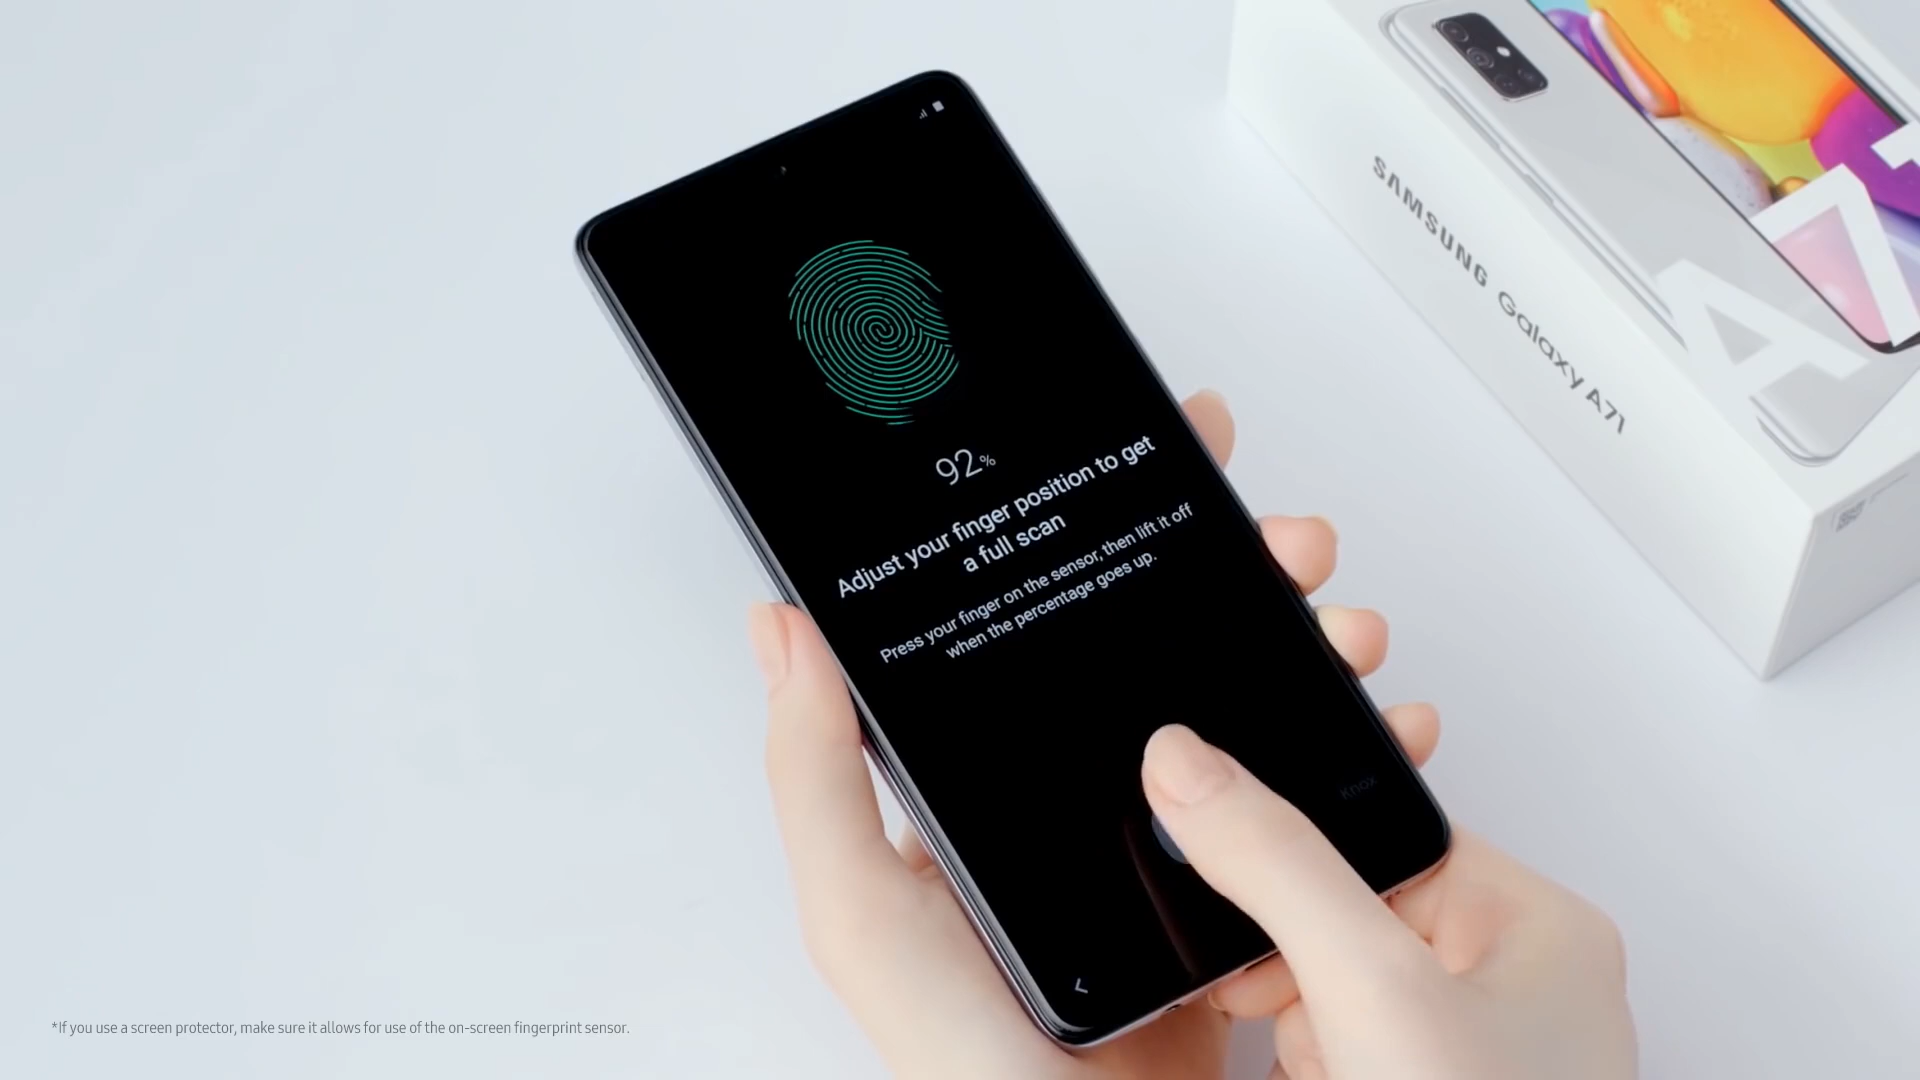 92%
Adjust your finger position to get
a full scan
Press your finger on the sensor, then lift it off
when the percentage goes up.
Knox
SAMSUNG Galaxy A71
A7
*If you use a screen protector, make sure it allows for use of the on-screen fingerprint sensor.